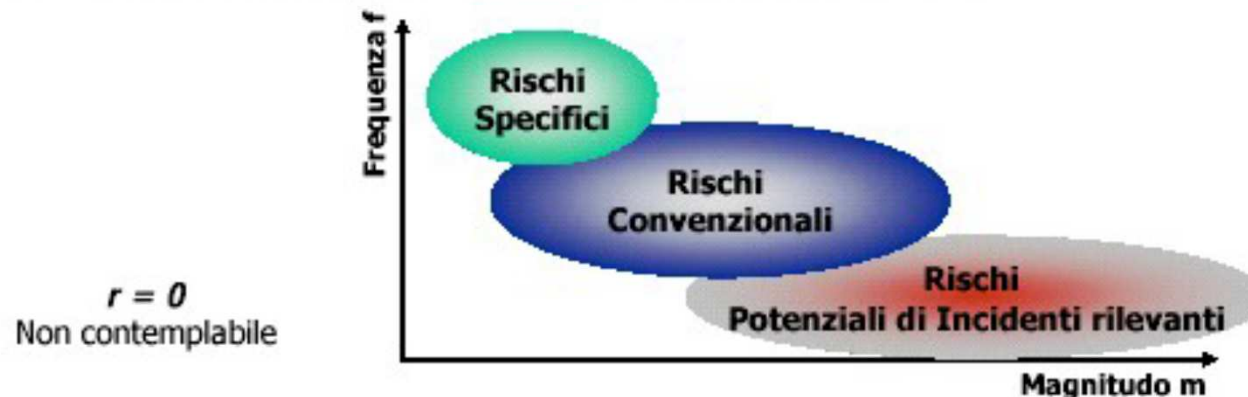 Frequenza f
Rischi
Specifici
Rischi
Convenzionali
Rischi
Potenziali di Incidenti rilevanti
r = 0
Non contemplabile
Magnitudo m